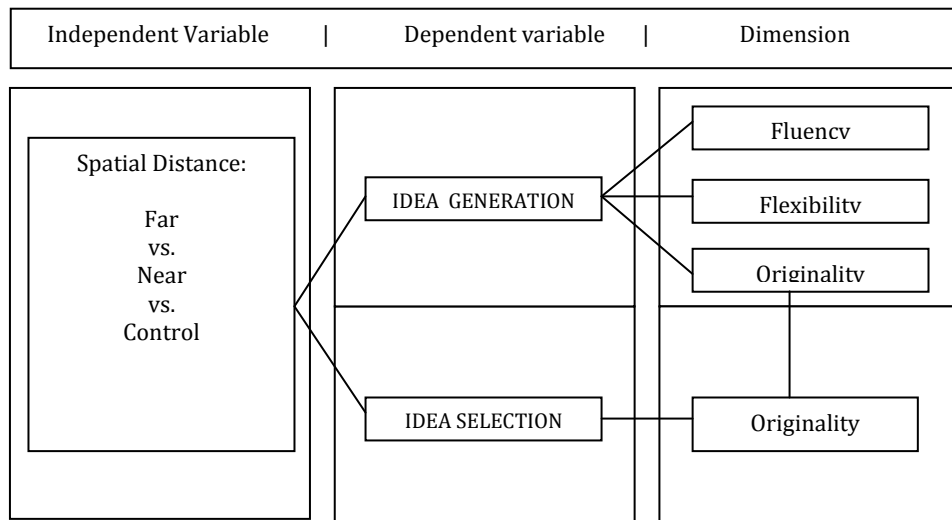 Independent Variable | Dependent variable | Dimension
Spatial Distance:
Far
vs.
Near
vs.
Control
IDEA GENERATION
IDEA SELECTION
Fluency
Flexibility
Originality
Originality